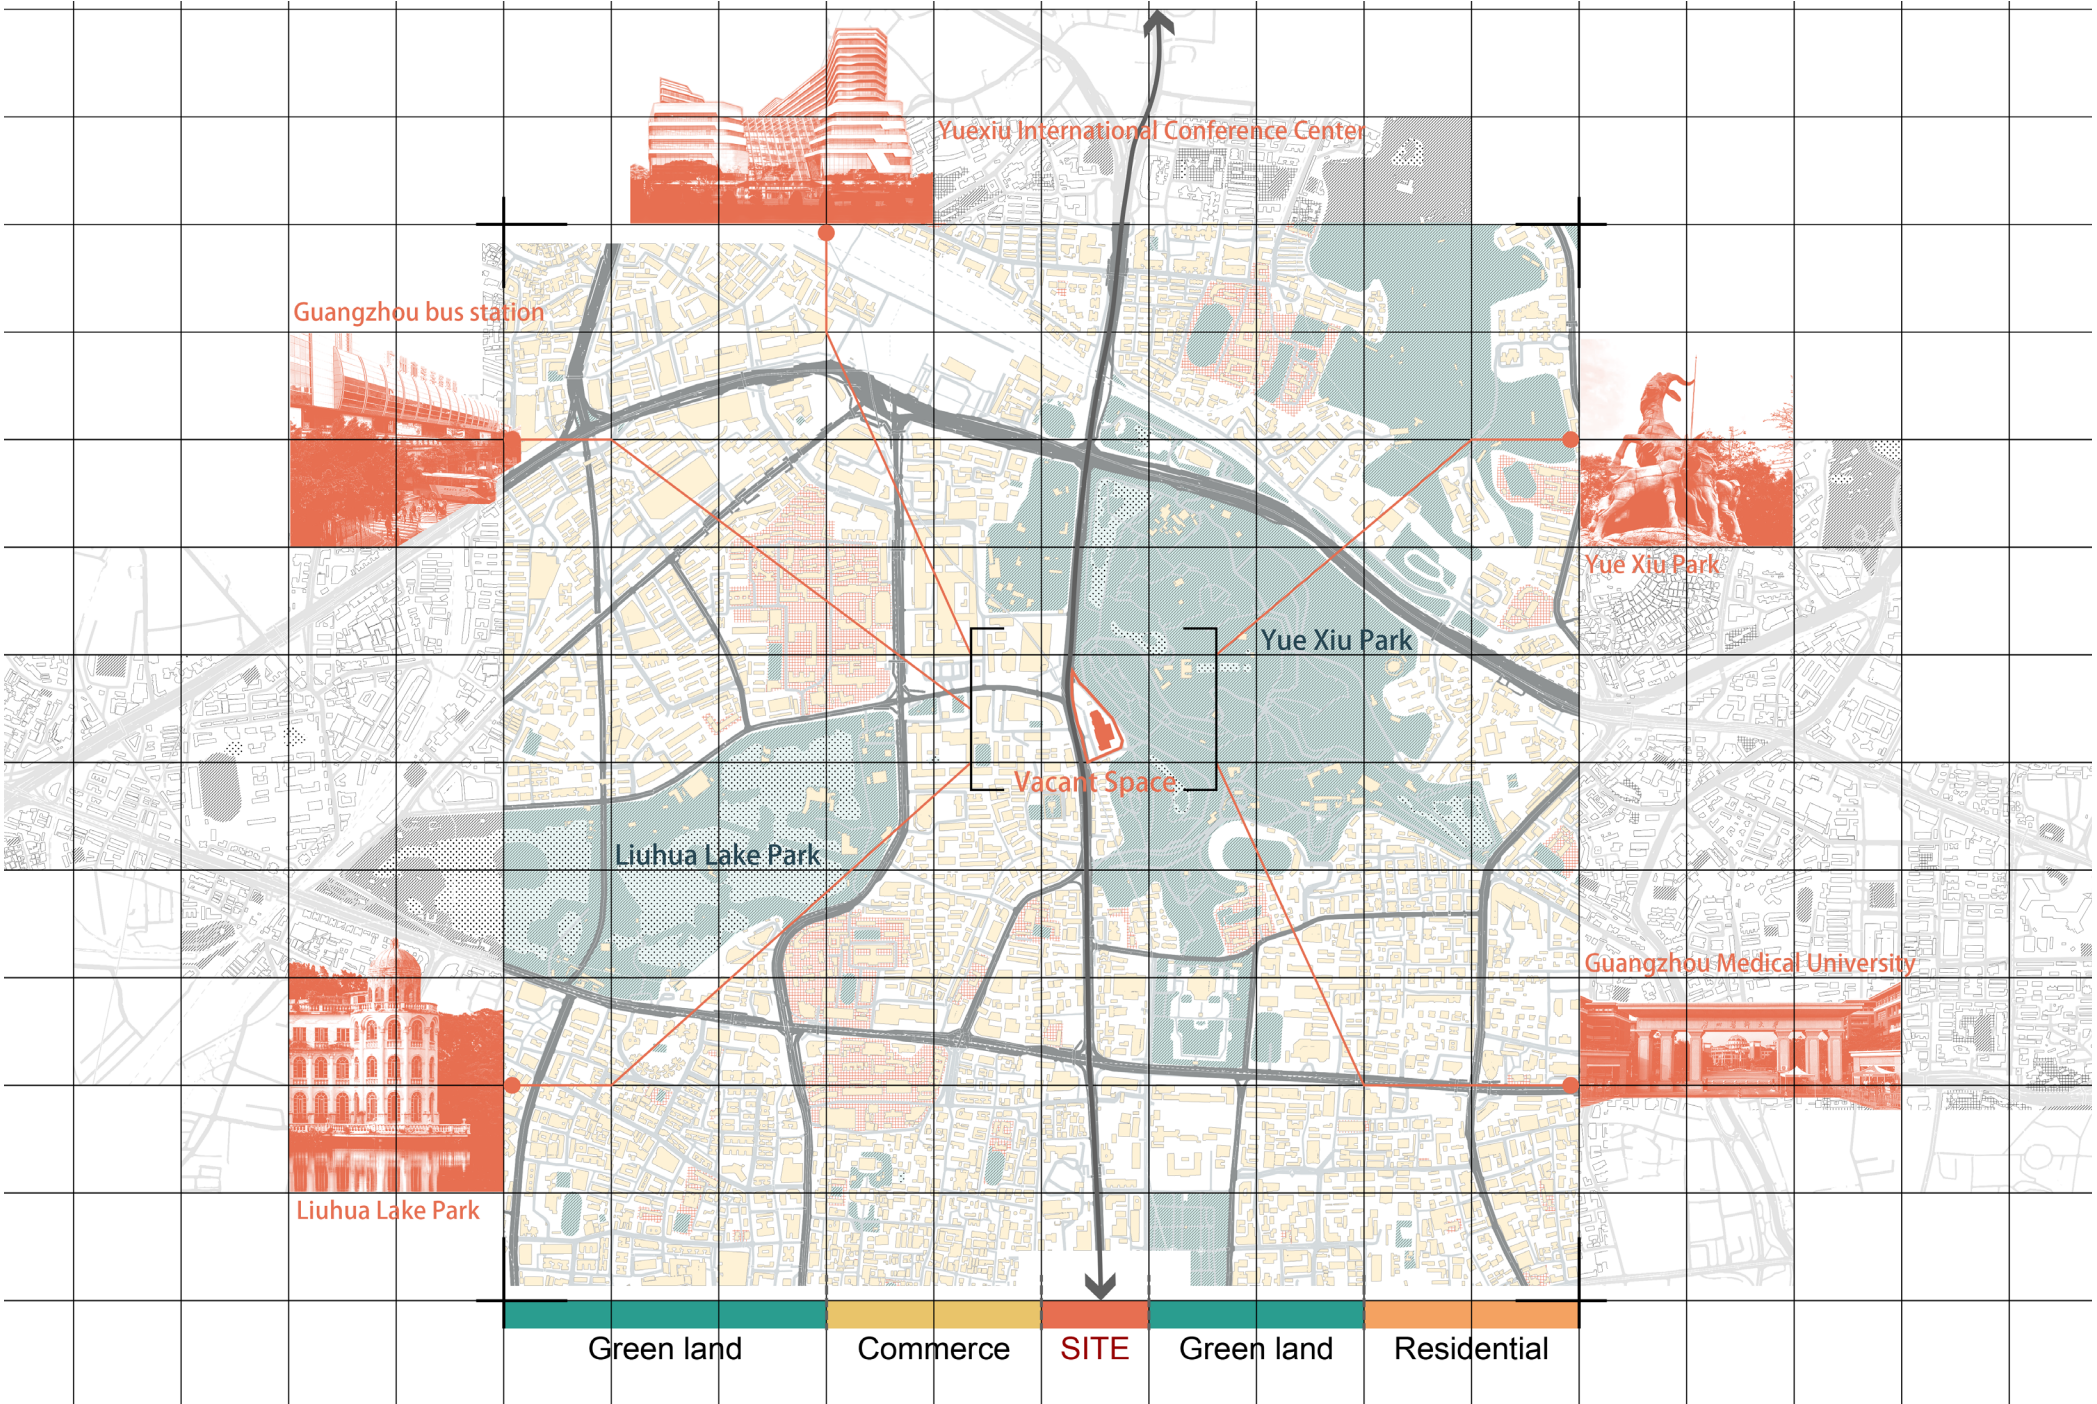 Yuexiu International Conference Center
Guangzhou bus station
Yue Xiu Park
Yue Xiu Park
Vacant Space
Liuhua Lake Park
Guangzhou Medical University
Liuhua Lake Park
Green land
Commerce
SITE
Green land
Residential